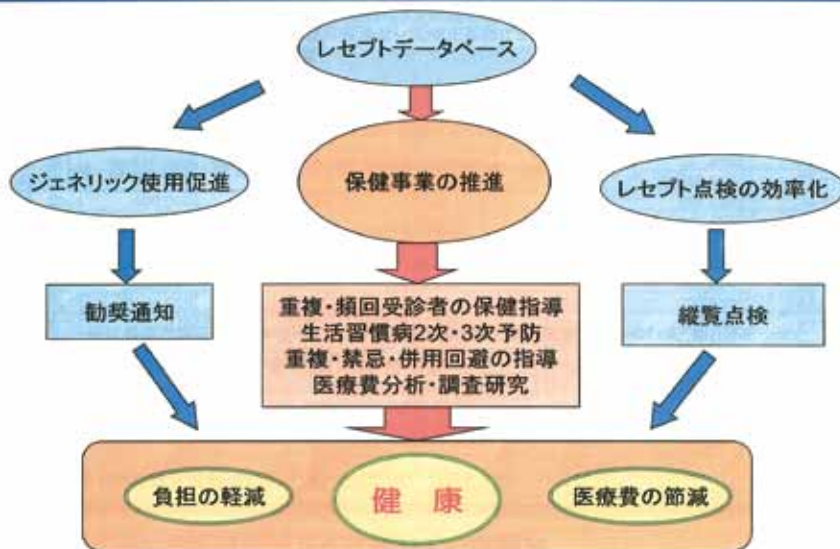 レセプトデータベース
ジェネリック使用促進
保健事業の推進
レセプト点検の効率化
勧奨通知
重複・頻回受診者の保健指導
生活習慣病2次・3次予防
重複・禁忌・併用回避の指導
医療費分析・調査研究
縦覧点検
負担の軽減
健 康
医療費の節減